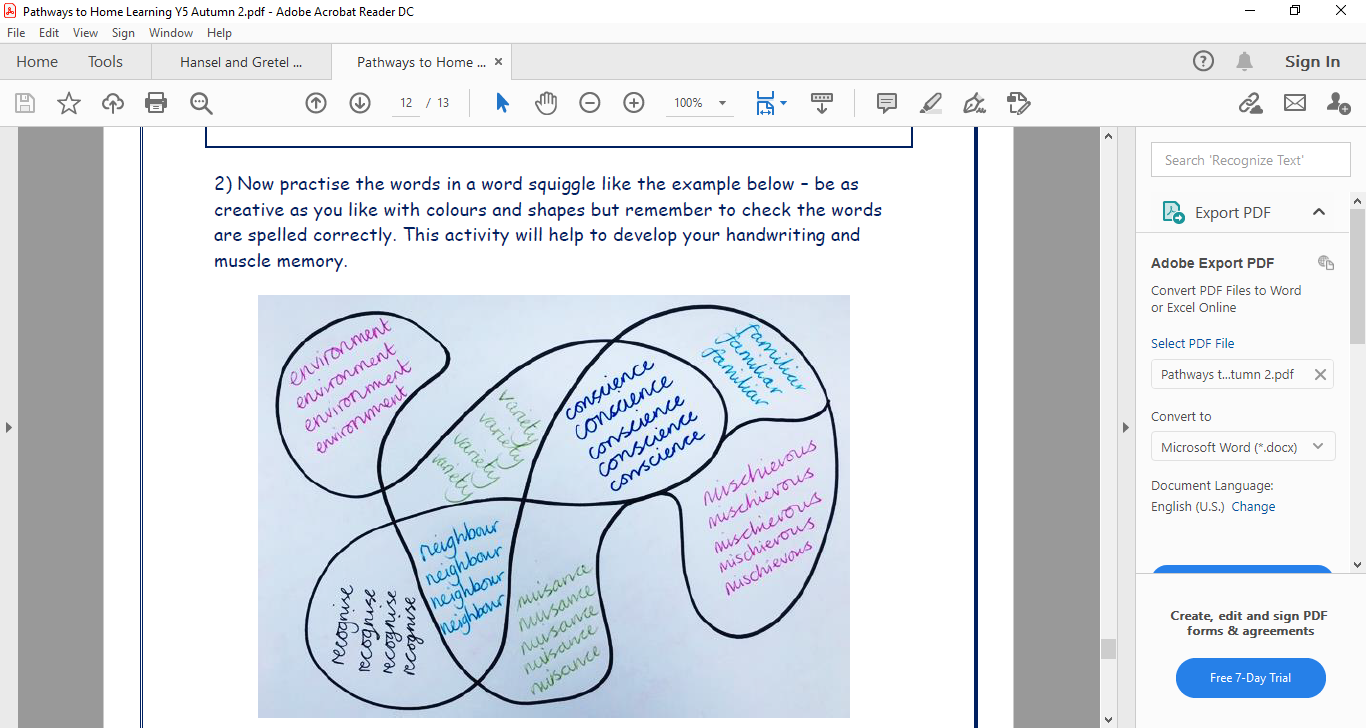 Pathways to Home Learning Y5 Autumn 2.pdf - Adobe Acrobat Reader DC
File Edit View Sign Window Help
Home Tools Hansel and Gretel ... Pathways to Home ... × Sign In
12 / 13 100%
2) Now practise the words in a word squiggle like the example below – be as
creative as you like with colours and shapes but remember to check the words
are spelled correctly. This activity will help to develop your handwriting and
muscle memory.
environment
environment
environment
environment
variety
variety
variety
variety
variety
conscience
conscience
conscience
conscience
conscience
familiar
familiar
familiar
mischievous
mischievous
mischievous
mischievous
mischievous
neighbour
neighbour
neighbour
neighbour
recognise
recognise
recognise
recognise
nuisance
nuisance
nuisance
nuisance
nuisance
Search 'Recognize Text'
Export PDF
Adobe Export PDF
Convert PDF Files to Word
or Excel Online
Select PDF File
Pathways t...tumn 2.pdf
Convert to
Microsoft Word (*.docx)
Document Language:
English (U.S.) Change
Create, edit and sign PDF
forms & agreements
Free 7-Day Trial